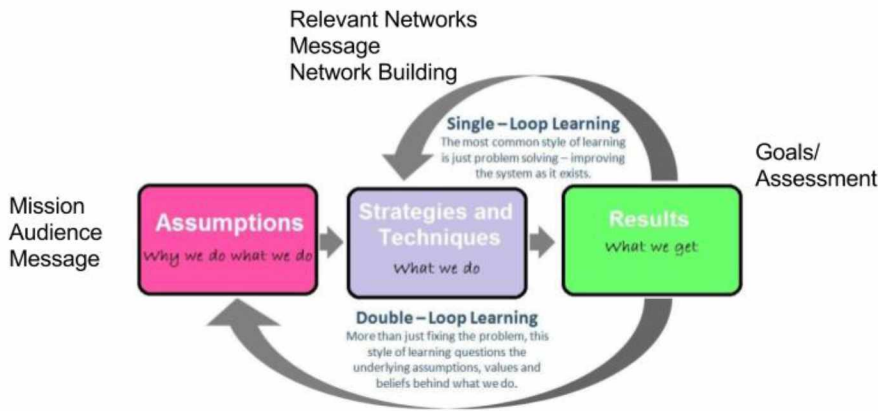 Relevant Networks
Message
Network Building
Single – Loop Learning
The most common style of learning
is just problem solving – improving
the system as it exists.
Goals/
Assessment
Mission
Audience
Message
Assumptions
Why we do what we do
Strategies and
Techniques
What we do
Results
What we get
Double – Loop Learning
More than just fixing the problem, this
style of learning questions the
underlying assumptions, values and
beliefs behind what we do.